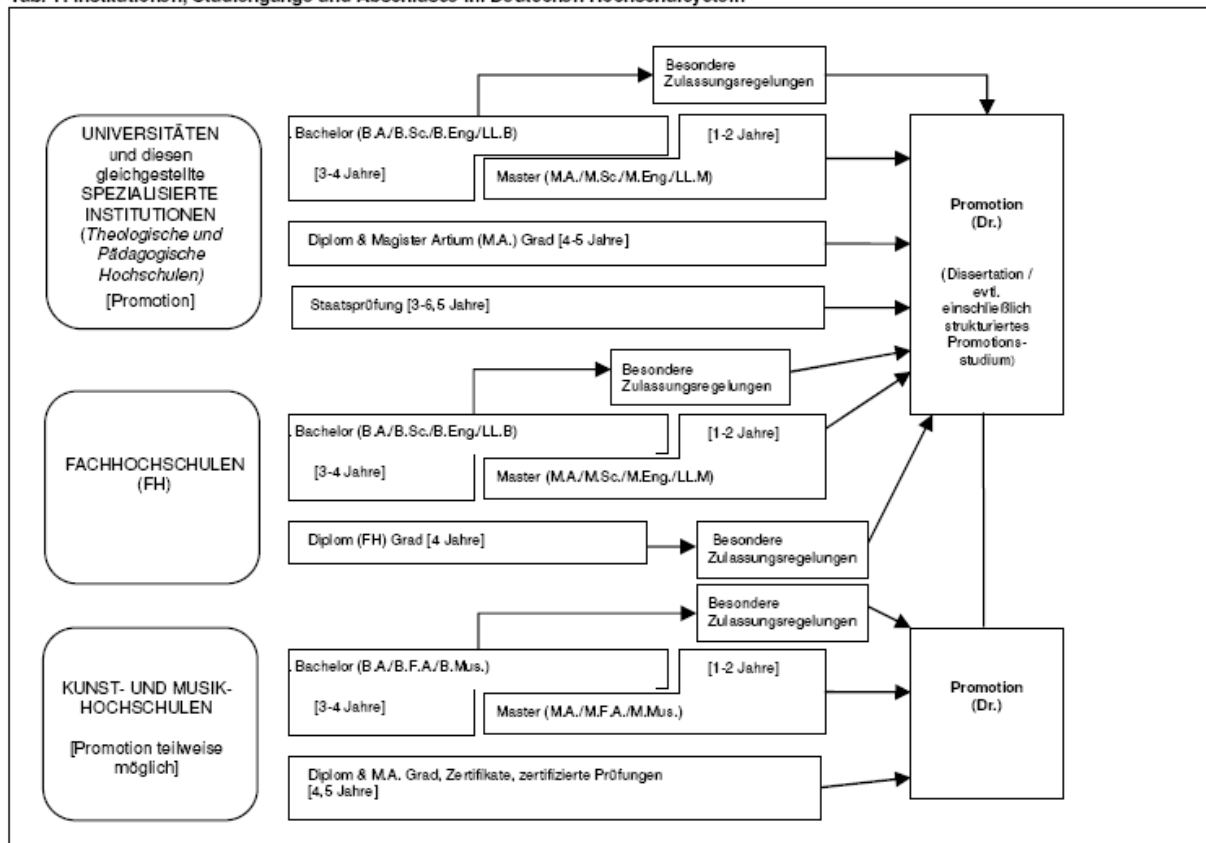 Besondere
Zulassungsregelungen
UNIVERSITÄTEN
und diesen
gleichgestellte
SPEZIALISIERTE
INSTITUTIONEN
(Theologische und
Pädagogische
Hochschulen)
[Promotion]
. Bachelor (B.A./B.Sc./B.Eng./LL.B)
[3-4 Jahre]
[1-2 Jahre]
Master (M.A./M.Sc./M.Eng./LL.M)
Diplom & Magister Artium (M.A.) Grad [4-5 Jahre]
Staatsprüfung [3-6,5 Jahre]
Promotion
(Dr.)
(Dissertation /
evtl.
einschließlich
strukturiertes
Promotions-
studium)
FACHHOCHSCHULEN
(FH)
Besondere
Zulassungsregelungen
. Bachelor (B.A./B.Sc./B.Eng./LL.B)
[3-4 Jahre]
[1-2 Jahre]
Master (M.A./M.Sc./M.Eng./LL.M)
Diplom (FH) Grad [4 Jahre]
Besondere
Zulassungsregelungen
KUNST- UND MUSIK-
HOCHSCHULEN
[Promotion teilweise
möglich]
Besondere
Zulassungsregelungen
. Bachelor (B.A./B.F.A./B.Mus.)
[3-4 Jahre]
[1-2 Jahre]
Master (M.A./M.F.A./M.Mus.)
Diplom & M.A. Grad, Zertifikate, zertifizierte Prüfungen
[4,5 Jahre]
Promotion
(Dr.)